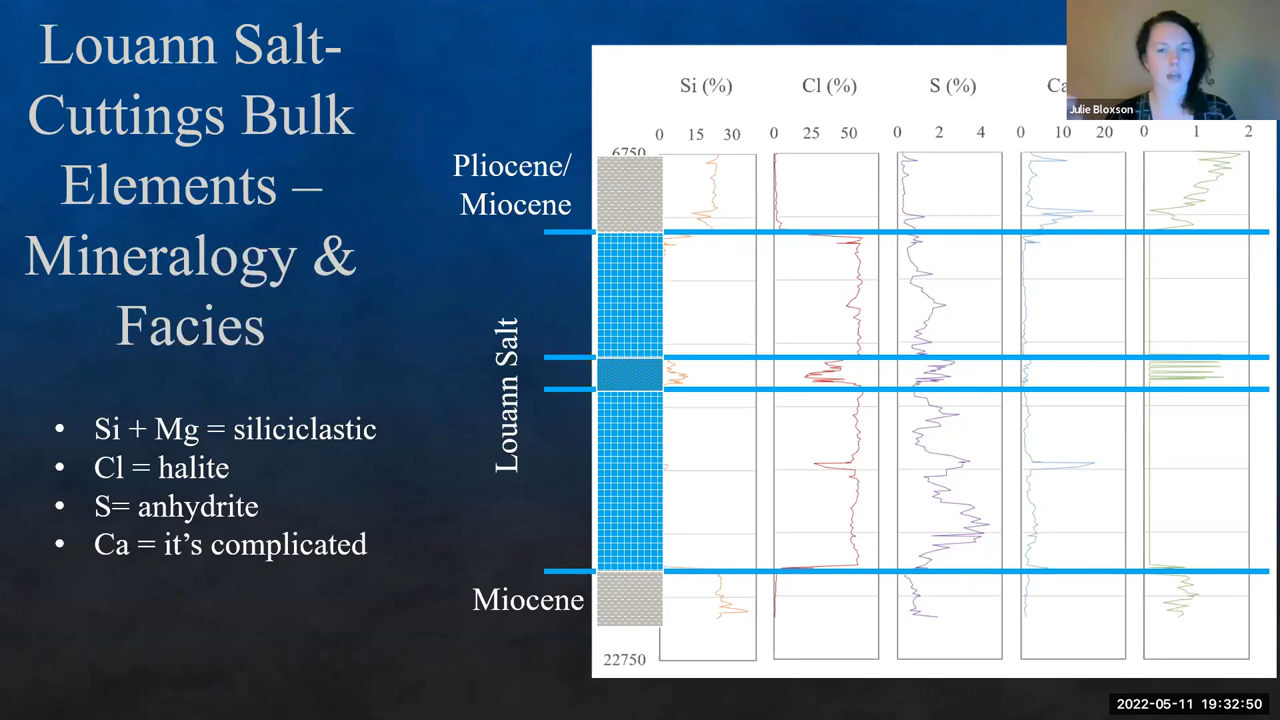 Louann Salt-
Cuttings Bulk
Elements –
Mineralogy &
Facies
• Si + Mg = siliciclastic
• Cl = halite
• S= anhydrite
• Ca = it's complicated
Si (%)
Cl (%)
S (%)
0 15 30
0 25 50
0 2 4
0 10 20
0 1 2
6750
Pliocene/
Miocene
Louann Salt
Miocene
22750
Julie Bloxson
2022-05-11 19:32:50